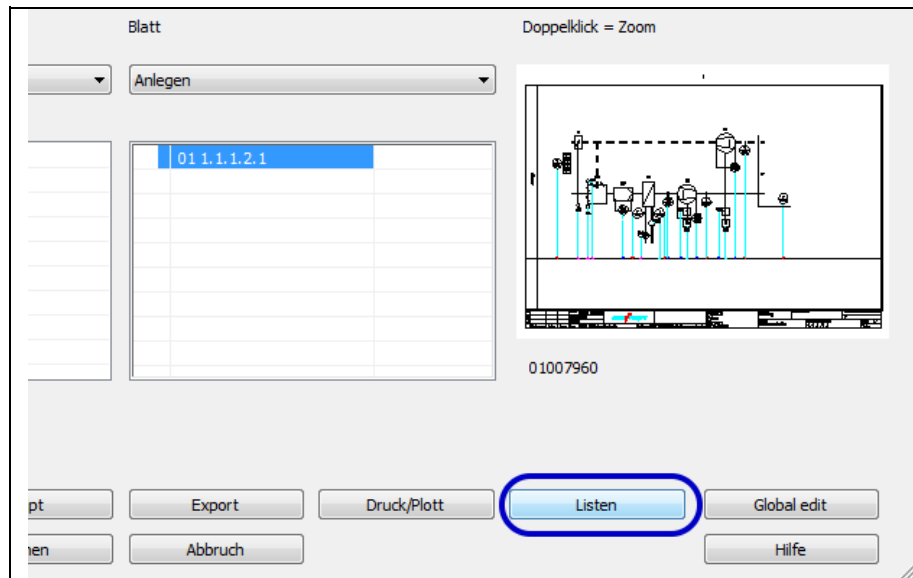 Blatt
Doppelklick = Zoom
Anlegen
01 1.1.1.2.1
01007960
pt
Export
Druck/Plott
Listen
Global edit
nen
Abbruch
Hilfe